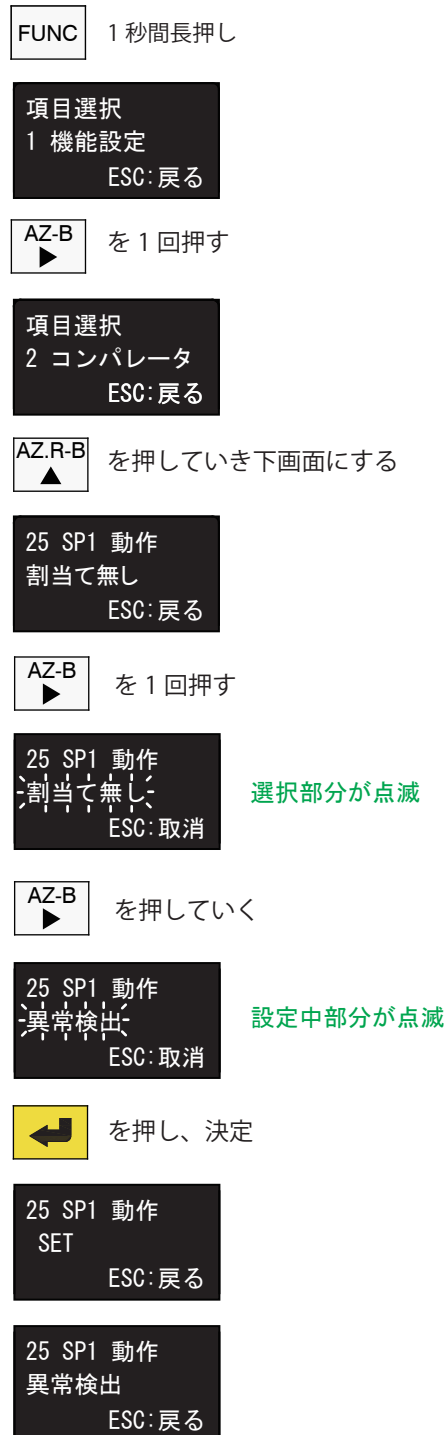 FUNC 1 秒間長押し
項目選択
1 機能設定
ESC:戻る
AZ-B
▶ を 1 回押す
項目選択
2 コンパレータ
ESC:戻る
AZ.R-B
▲ を押していき下画面にする
25 SP1 動作
割当て無し
ESC:戻る
AZ-B
▶ を 1 回押す
25 SP1 動作
割当て無し 選択部分が点滅
ESC:取消
AZ-B
▶ を押していく
25 SP1 動作
異常検出 設定中部分が点滅
ESC:取消
を押し、決定
25 SP1 動作
SET
ESC:戻る
25 SP1 動作
異常検出
ESC:戻る